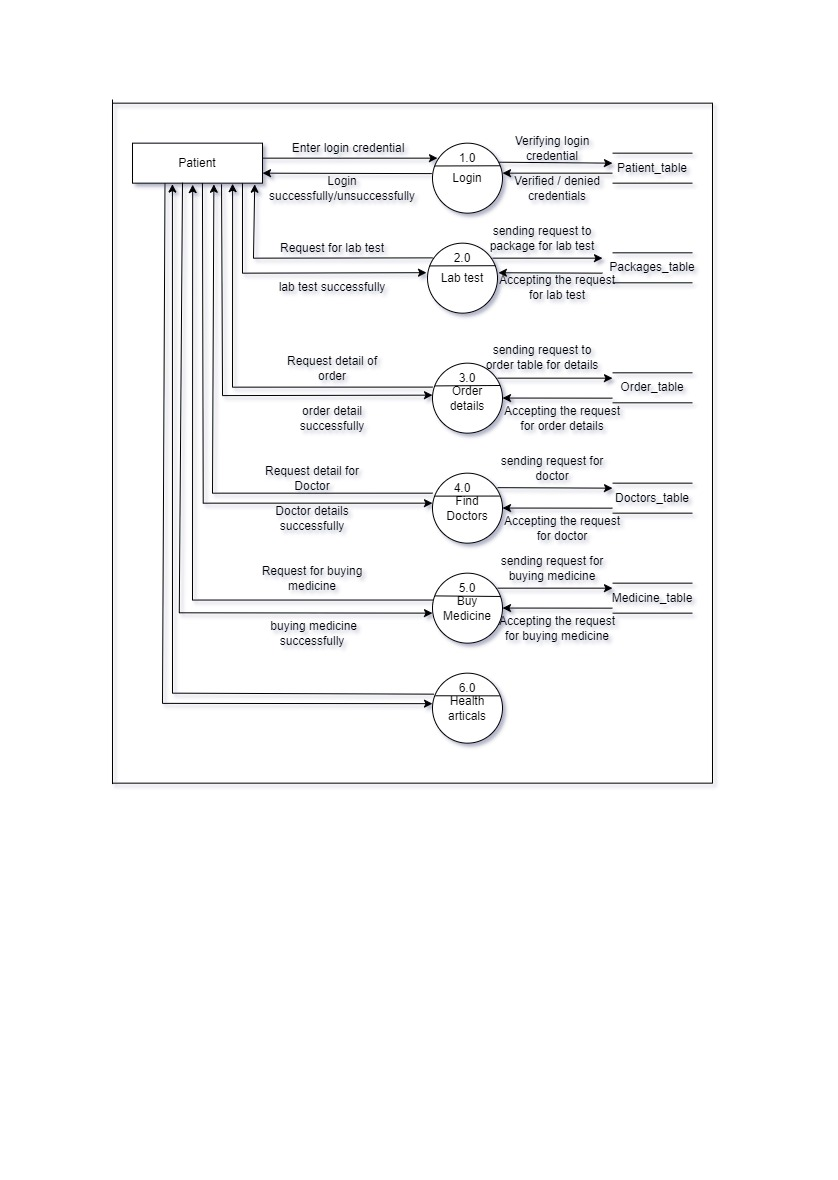 Patient
Enter login credential
Login
successfully/unsuccessfully
1.0
Login
Verifying login
credential
Verified / denied
credentials
Patient_table
Request for lab test
lab test successfully
2.0
Lab test
sending request to
package for lab test
Accepting the request
for lab test
Packages_table
Request detail of
order
order detail
successfully
3.0
Order
details
sending request to
order table for details
Accepting the request
for order details
Order_table
Request detail for
Doctor
Doctor details
successfully
4.0
Find
Doctors
sending request for
doctor
Accepting the request
for doctor
Doctors_table
Request for buying
medicine
buying medicine
successfully
5.0
Buy
Medicine
sending request for
buying medicine
Accepting the request
for buying medicine
Medicine_table
6.0
Health
articals